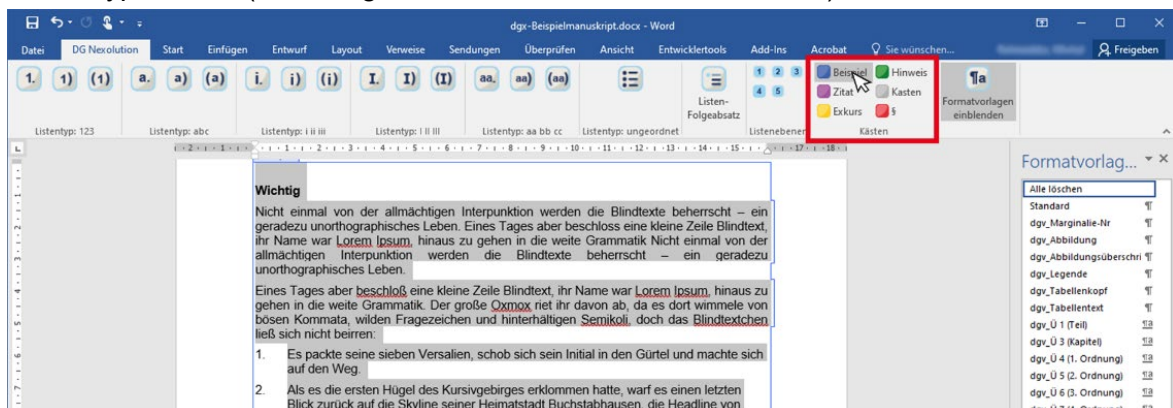 dgx-Beispielmanuskript.docx - Word
Datei DG Nexolution Start Einfügen Entwurf Layout Verweise Sendungen Überprüfen Ansicht Entwicklertools Add-Ins Acrobat Sie wünschen... Freigeben
1. 1) (1) a. a) (a) i. i) (i) I. I) (I) aa. aa) (aa) 1 2 3 Beispiel Hinweis ¶a
4 5 Zitat Kasten
Listen-
Folgeabsatz
Exkurs §
Formatvorlagen
einblenden
Listentyp: 123 Listentyp: abc Listentyp: i ii iii Listentyp: I II III Listentyp: aa bb cc Listentyp: ungeordnet Listenebenen Kästen
Formatvorlag...
Wichtig
Nicht einmal von der allmächtigen Interpunktion werden die Blindtexte beherrscht – ein
geradezu unorthographisches Leben. Eines Tages aber beschloss eine kleine Zeile Blindtext,
ihr Name war Lorem Ipsum, hinaus zu gehen in die weite Grammatik Nicht einmal von der
allmächtigen Interpunktion werden die Blindtexte beherrscht – ein geradezu
unorthographisches Leben.
Eines Tages aber beschloß eine kleine Zeile Blindtext, ihr Name war Lorem Ipsum, hinaus zu
gehen in die weite Grammatik. Der große Oxmox riet ihr davon ab, da es dort wimmele von
bösen Kommata, wilden Fragezeichen und hinterhältigen Semikoli, doch das Blindtextchen
ließ sich nicht beirren:
1. Es packte seine sieben Versalien, schob sich sein Initial in den Gürtel und machte sich
auf den Weg.
2. Als es die ersten Hügel des Kursivgebirges erklommen hatte, warf es einen letzten
Blick zurück auf die Skyline seiner Heimatstadt Buchstabhausen, die Headline von
Alle löschen
Standard ¶
dgv_Marginalie-Nr ¶
dgv_Abbildung ¶
dgv_Abbildungsüberschri ¶
dgv_Legende ¶
dgv_Tabellenkopf ¶
dgv_Tabellentext ¶
dgv_Ü 1 (Teil) ¶a
dgv_Ü 3 (Kapitel) ¶a
dgv_Ü 4 (1. Ordnung) ¶a
dgv_Ü 5 (2. Ordnung) ¶a
dgv_Ü 6 (3. Ordnung) ¶a